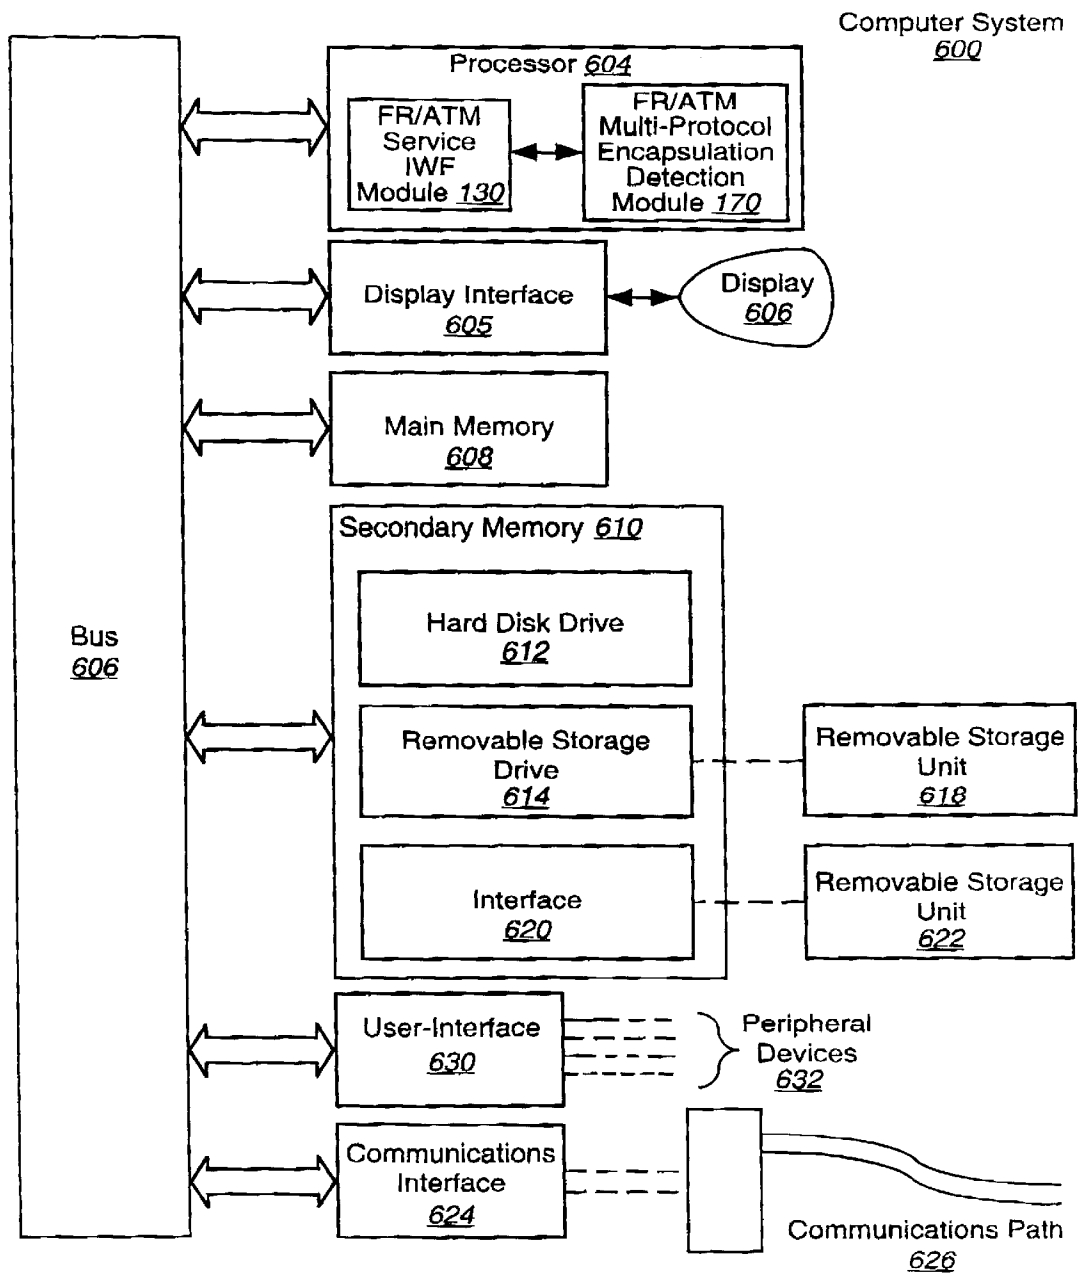 Computer System
600
Processor 604
FR/ATM
Service
IWF
Module 130
FR/ATM
Multi-Protocol
Encapsulation
Detection
Module 170
Display Interface
605
Display
606
Main Memory
608
Bus
606
Secondary Memory 610
Hard Disk Drive
612
Removable Storage
Drive
614
Removable Storage
Unit
618
Interface
620
Removable Storage
Unit
622
User-Interface
630
Peripheral
Devices
632
Communications
Interface
624
Communications Path
626